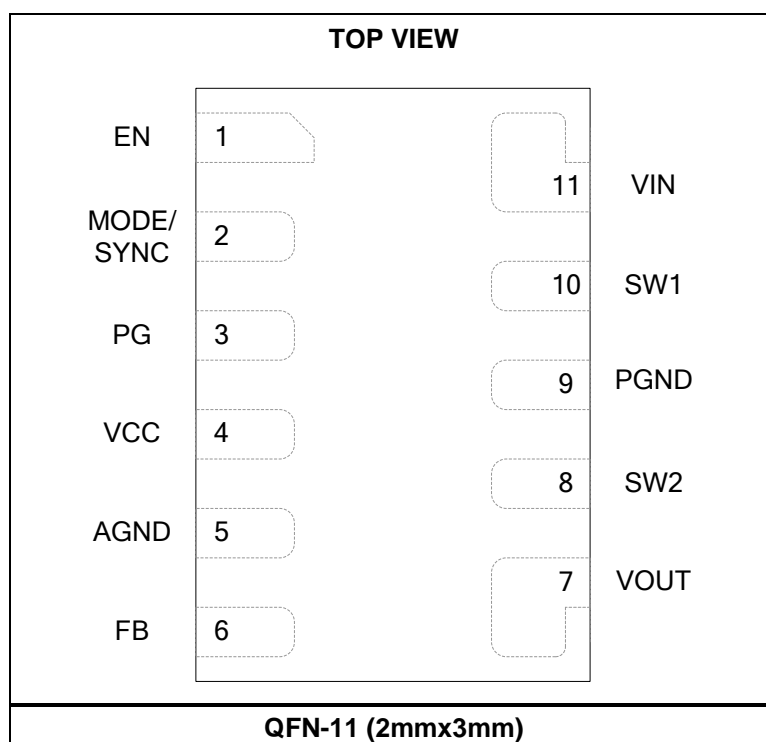 TOP VIEW
EN 1
11 VIN
MODE/
SYNC
2
10 SW1
PG 3
9 PGND
VCC 4
8 SW2
AGND 5
7 VOUT
FB 6
QFN-11 (2mmx3mm)